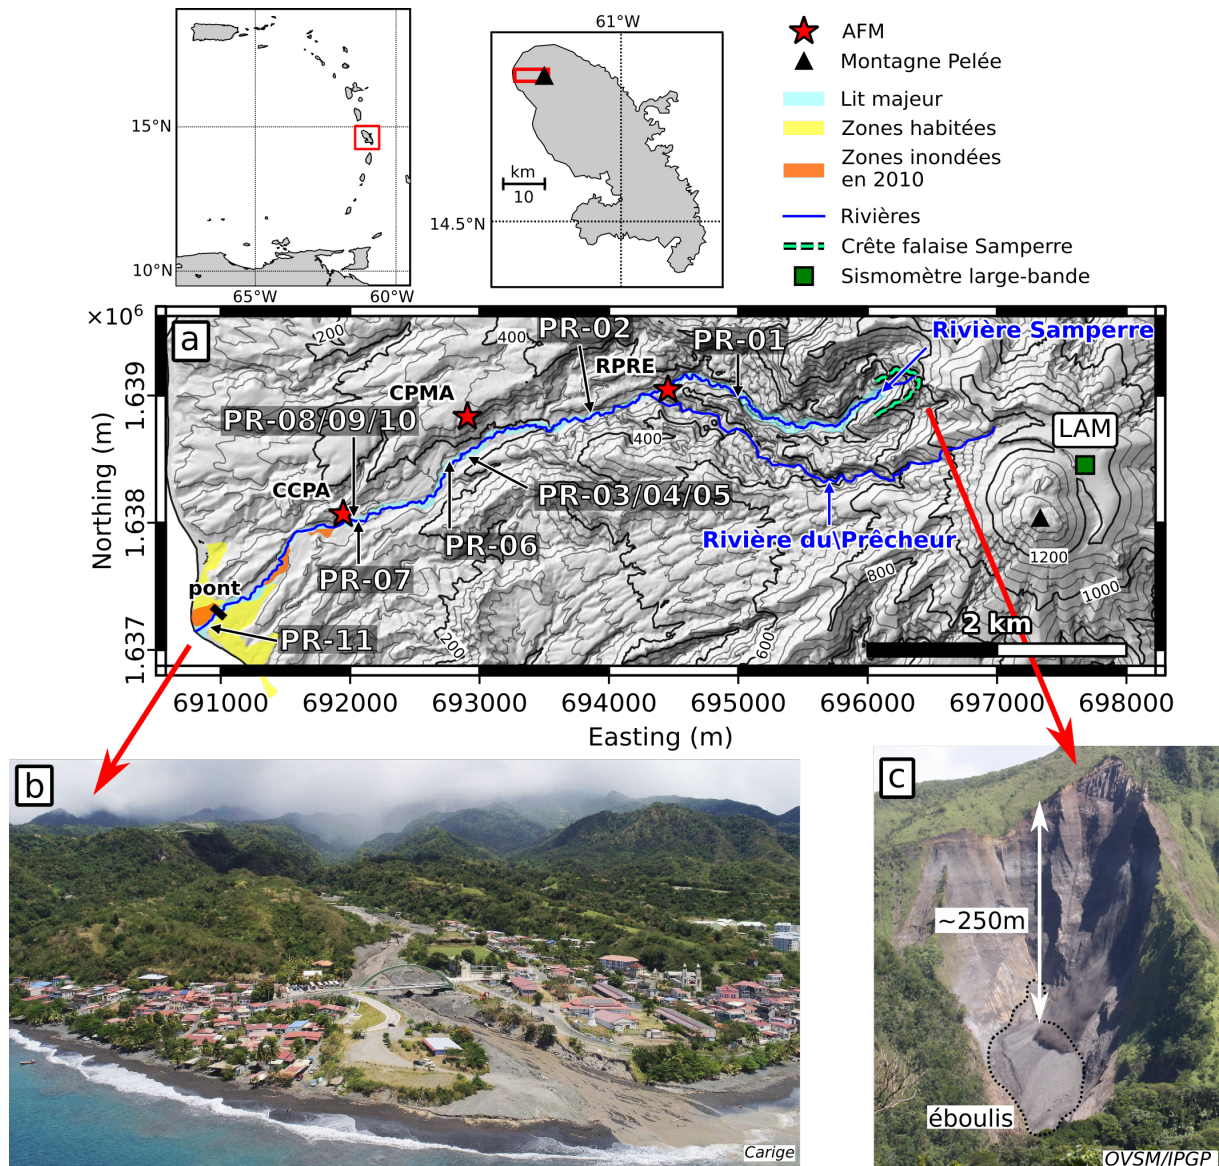 15°N
10°N
65°W
60°W
61°W
14.5°N
km
10
AFM
Montagne Pelée
Lit majeur
Zones habitées
Zones inondées
en 2010
Rivières
Crête falaise Samperre
Sismomètre large-bande
×10⁶
a
200
400
PR-02
RPRE
PR-01
Rivière Samperre
CPMA
PR-08/09/10
400
LAM
CCPA
PR-03/04/05
PR-06
Rivière du Prêcheur
PR-07
1200
800
1000
pont
PR-11
200
600
2 km
1.639
1.638
1.637
Northing (m)
691000
692000
693000
694000
695000
696000
697000
698000
Easting (m)
b
Carige
c
~250m
éboulis
OVSM/IPGP